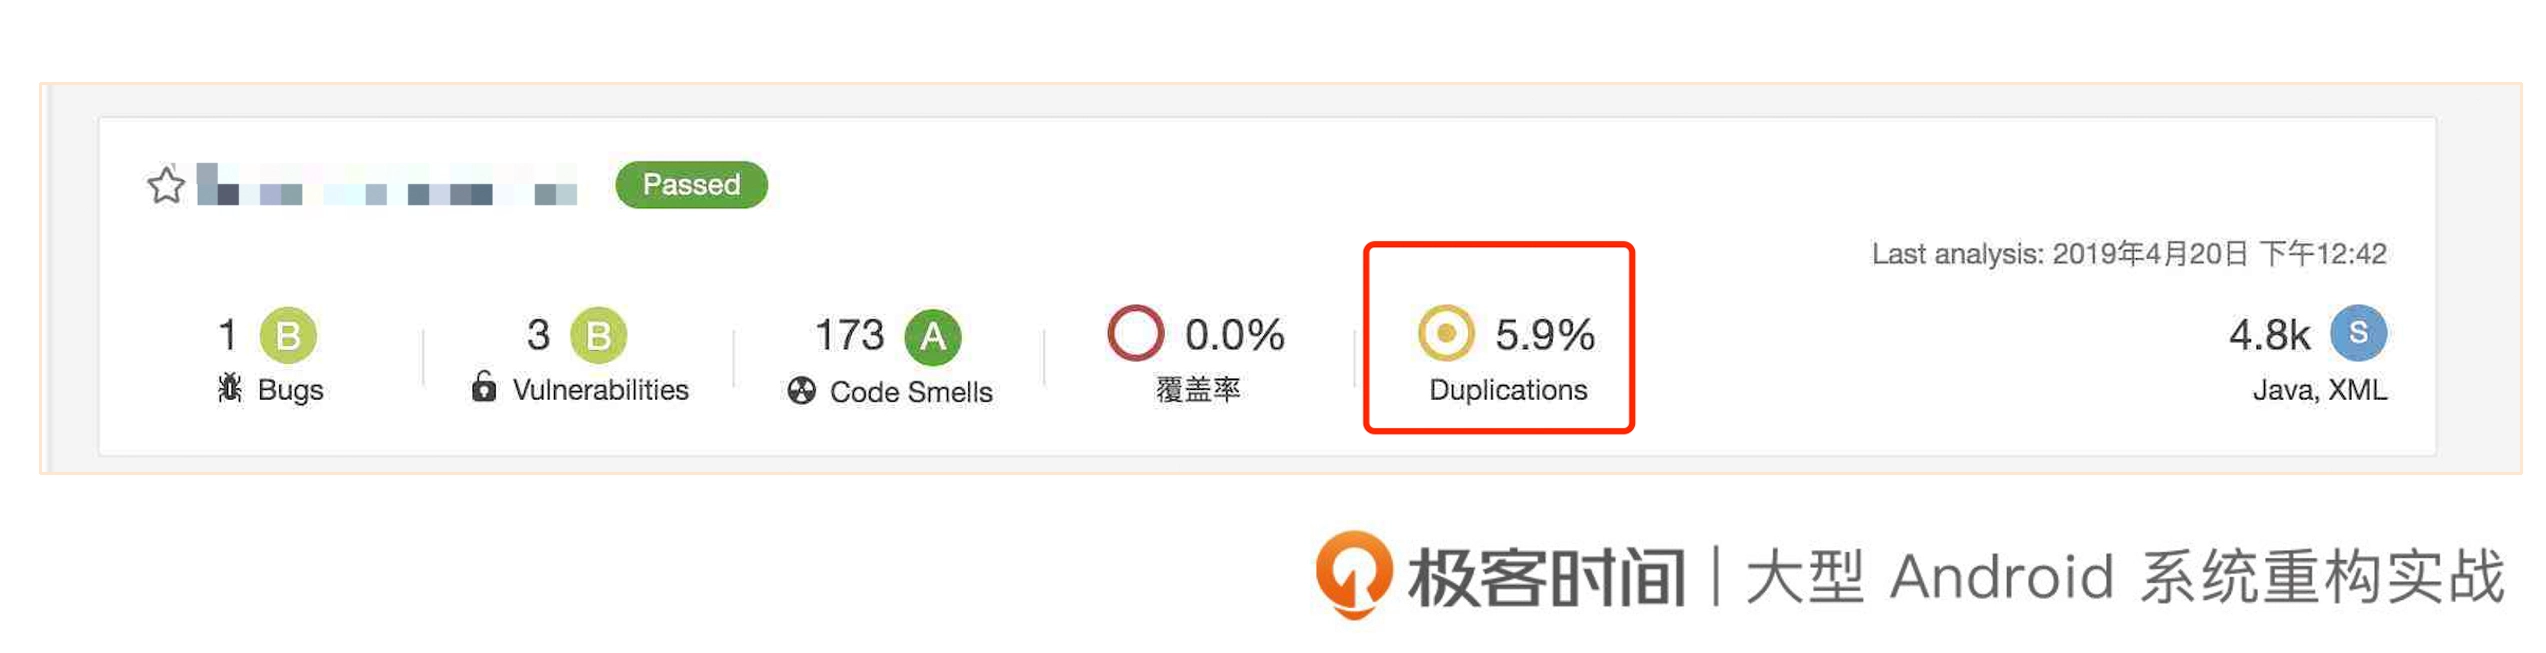 Passed
Last analysis: 2019年4月20日 下午12:42
1 B
Bugs
3 B
Vulnerabilities
173 A
Code Smells
0.0%
覆盖率
5.9%
Duplications
4.8k S
Java, XML
极客时间 | 大型 Android 系统重构实战